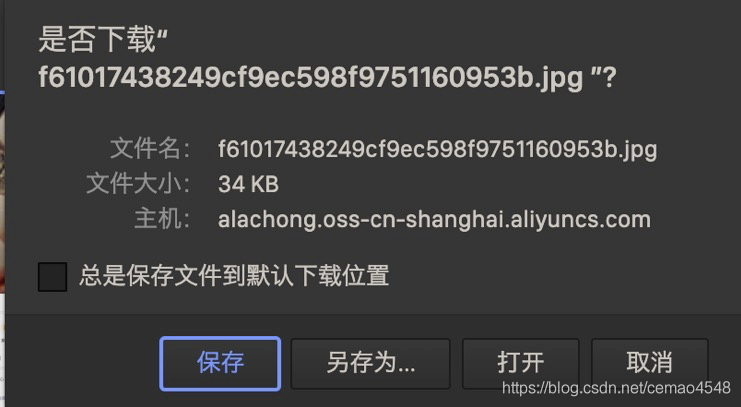 是否下载“
f61017438249cf9ec598f9751160953b.jpg ”?
文件名： f61017438249cf9ec598f9751160953b.jpg
文件大小： 34 KB
主机： alachong.oss-cn-shanghai.aliyuncs.com
总是保存文件到默认下载位置
保存 另存为... 打开 取消
https://blog.csdn.net/cemao4548